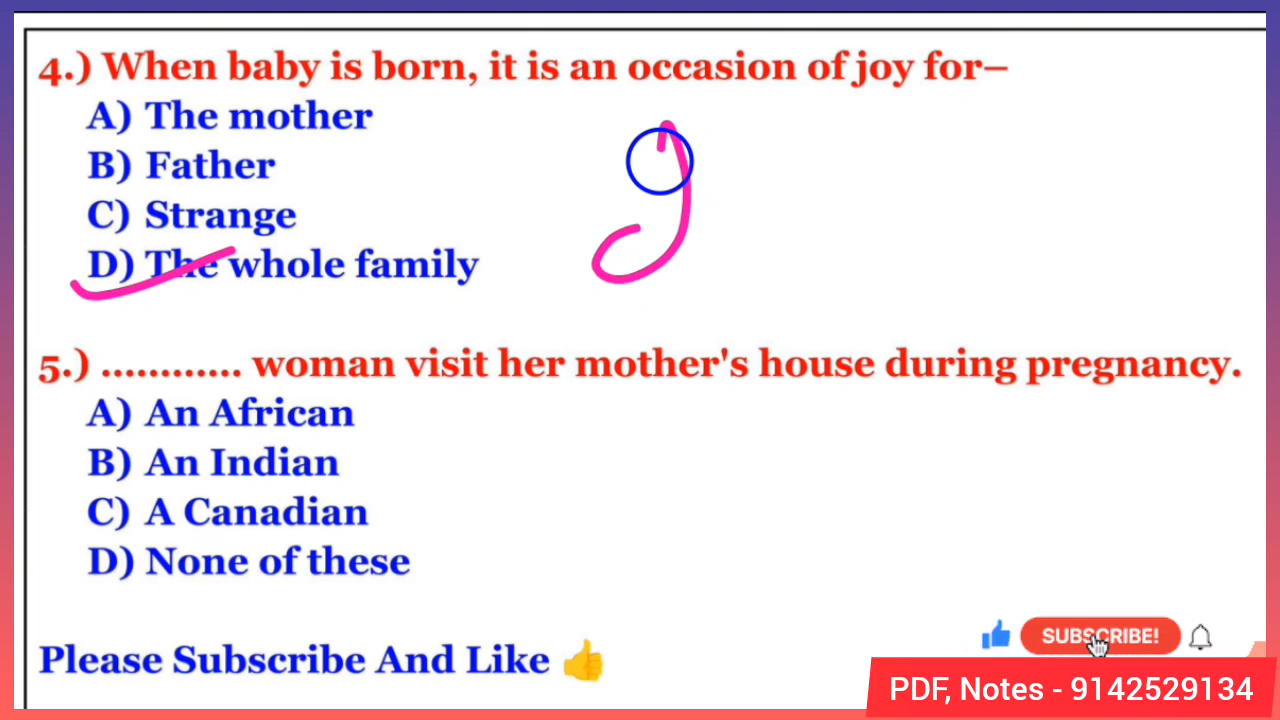 4.) When baby is born, it is an occasion of joy for–
A) The mother
B) Father
C) Strange
D) The whole family
5.) ............ woman visit her mother's house during pregnancy.
A) An African
B) An Indian
C) A Canadian
D) None of these
Please Subscribe And Like 👍
SUBSCRIBE!
PDF, Notes - 9142529134